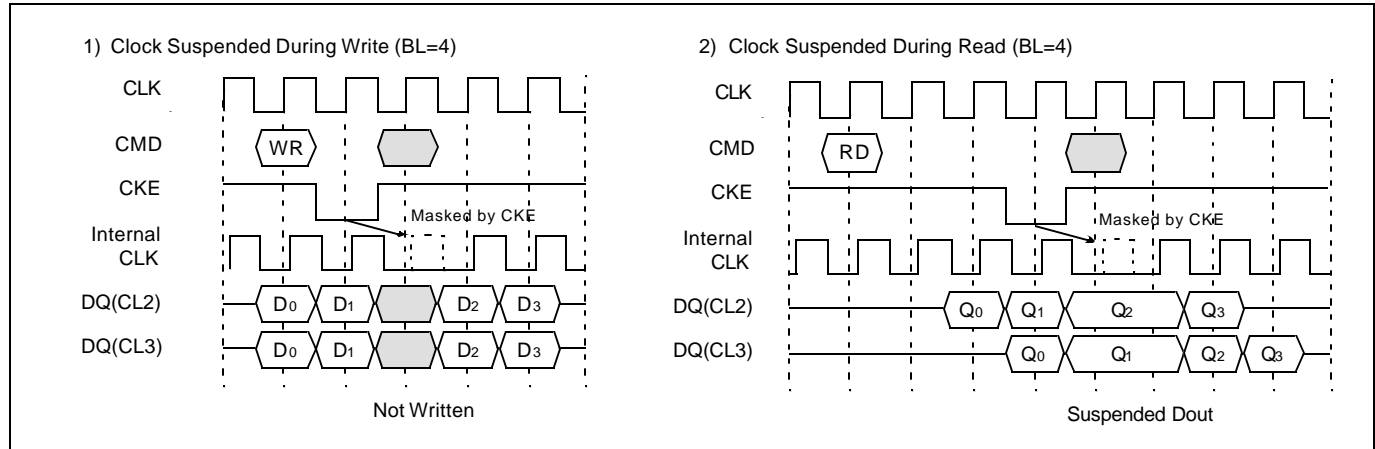 1) Clock Suspended During Write (BL=4)
CLK
CMD
WR
CKE
Masked by CKE
Internal
CLK
DQ(CL2)
D0 D1 D2 D3
DQ(CL3)
D0 D1 D2 D3
Not Written
2) Clock Suspended During Read (BL=4)
CLK
CMD
RD
CKE
Masked by CKE
Internal
CLK
DQ(CL2)
Q0 Q1 Q2 Q3
DQ(CL3)
Q0 Q1 Q2 Q3
Suspended Dout